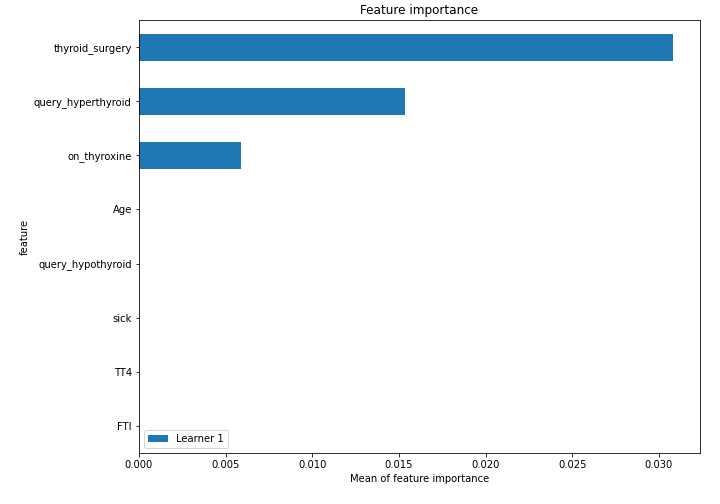 Feature importance
thyroid_surgery
query_hyperthyroid
on_thyroxine
Age
query_hypothyroid
sick
TT4
FTI
feature
Learner 1
0.000 0.005 0.010 0.015 0.020 0.025 0.030
Mean of feature importance